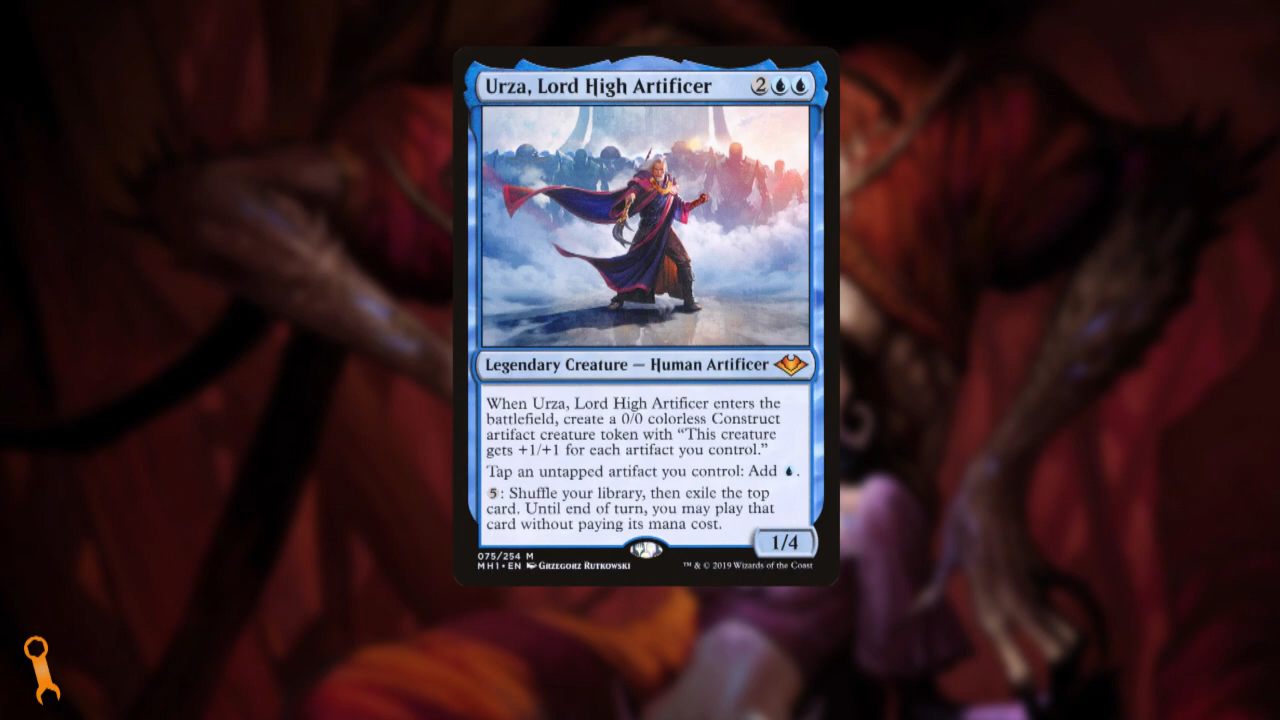 Urza, Lord High Artificer 2
Legendary Creature — Human Artificer
When Urza, Lord High Artificer enters the
battlefield, create a 0/0 colorless Construct
artifact creature token with “This creature
gets +1/+1 for each artifact you control.”
Tap an untapped artifact you control: Add .
5: Shuffle your library, then exile the top
card. Until end of turn, you may play that
card without paying its mana cost.
1/4
075/254 M
MH1 • EN Grzegorz Rutkowski
™ & © 2019 Wizards of the Coast